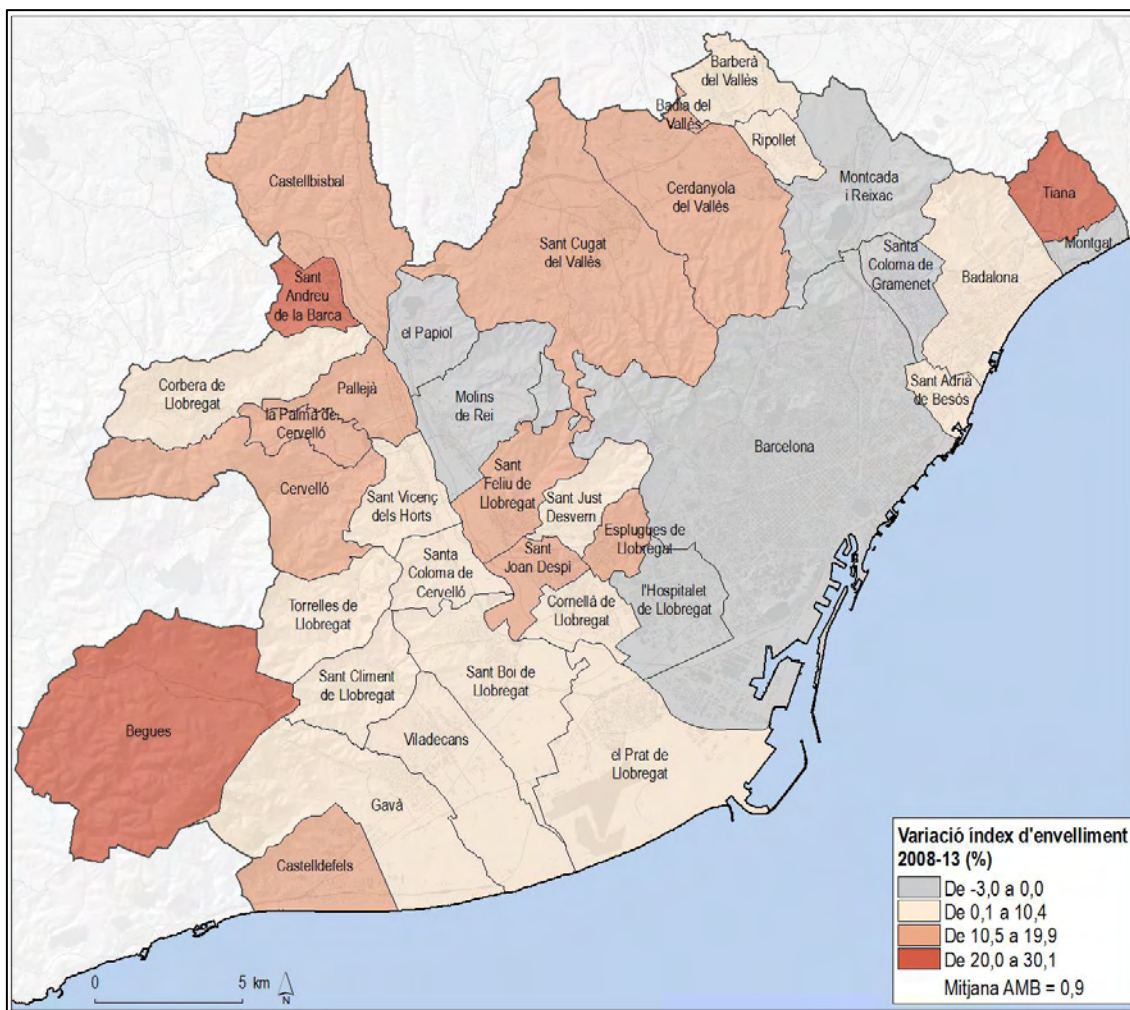 Barberà
del Vallès
Badia del
Vallès
Ripollet
Castellbisbal
Montcada
i Reixac
Cerdanyola
del Vallès
Tiana
Montgat
Sant Cugat
del Vallès
Santa
Coloma de
Gramenet
Badalona
Sant
Andreu
de la Barca
el Papiol
Corbera de
Llobregat
Pallejà
Molins
de Rei
Sant Adrià
de Besòs
la Palma de
Cervelló
Barcelona
Cervelló
Sant
Feliu de
Llobregat
Sant Vicenç
dels Horts
Sant Just
Desvern
Esplugues de
Llobregat
Santa
Coloma de
Cervelló
Sant
Joan Despí
Torrelles de
Llobregat
Cornellà de
Llobregat
l'Hospitalet
de Llobregat
Sant Climent
de Llobregat
Sant Boi de
Llobregat
Begues
Viladecans
el Prat de
Llobregat
Gavà
Castelldefels
Variació índex d'envelliment
2008-13 (%)
De -3,0 a 0,0
De 0,1 a 10,4
De 10,5 a 19,9
De 20,0 a 30,1
Mitjana AMB = 0,9
0 5 km
N